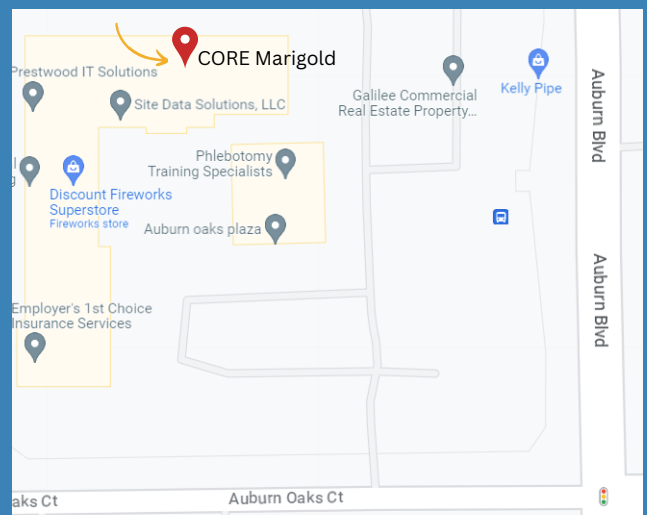 CORE Marigold
Prestwood IT Solutions
Site Data Solutions, LLC
Galilee Commercial
Real Estate Property...
Kelly Pipe
Auburn Blvd
Phlebotomy
Training Specialists
Discount Fireworks
Superstore
Fireworks store
Auburn oaks plaza
Auburn Blvd
Employer's 1st Choice
Insurance Services
aks Ct
Auburn Oaks Ct